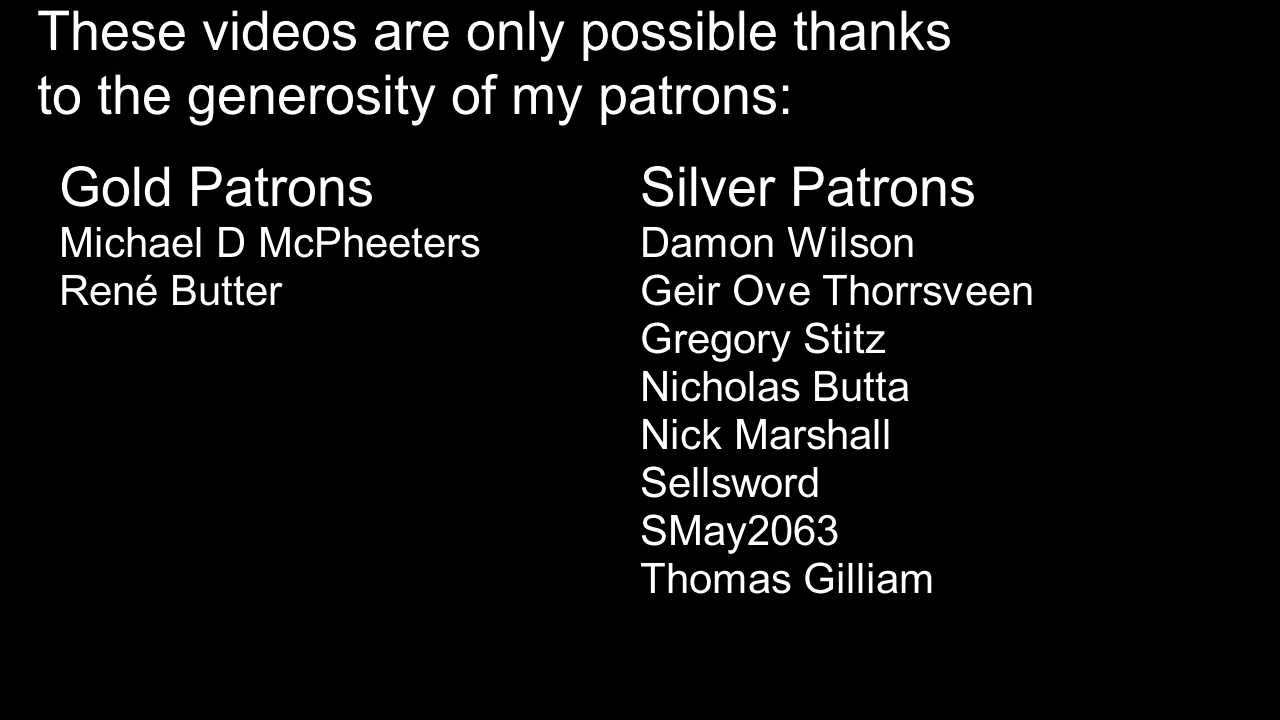 These videos are only possible thanks
to the generosity of my patrons:
Gold Patrons
Michael D McPheeters
René Butter
Silver Patrons
Damon Wilson
Geir Ove Thorrsveen
Gregory Stitz
Nicholas Butta
Nick Marshall
Sellsword
SMay2063
Thomas Gilliam